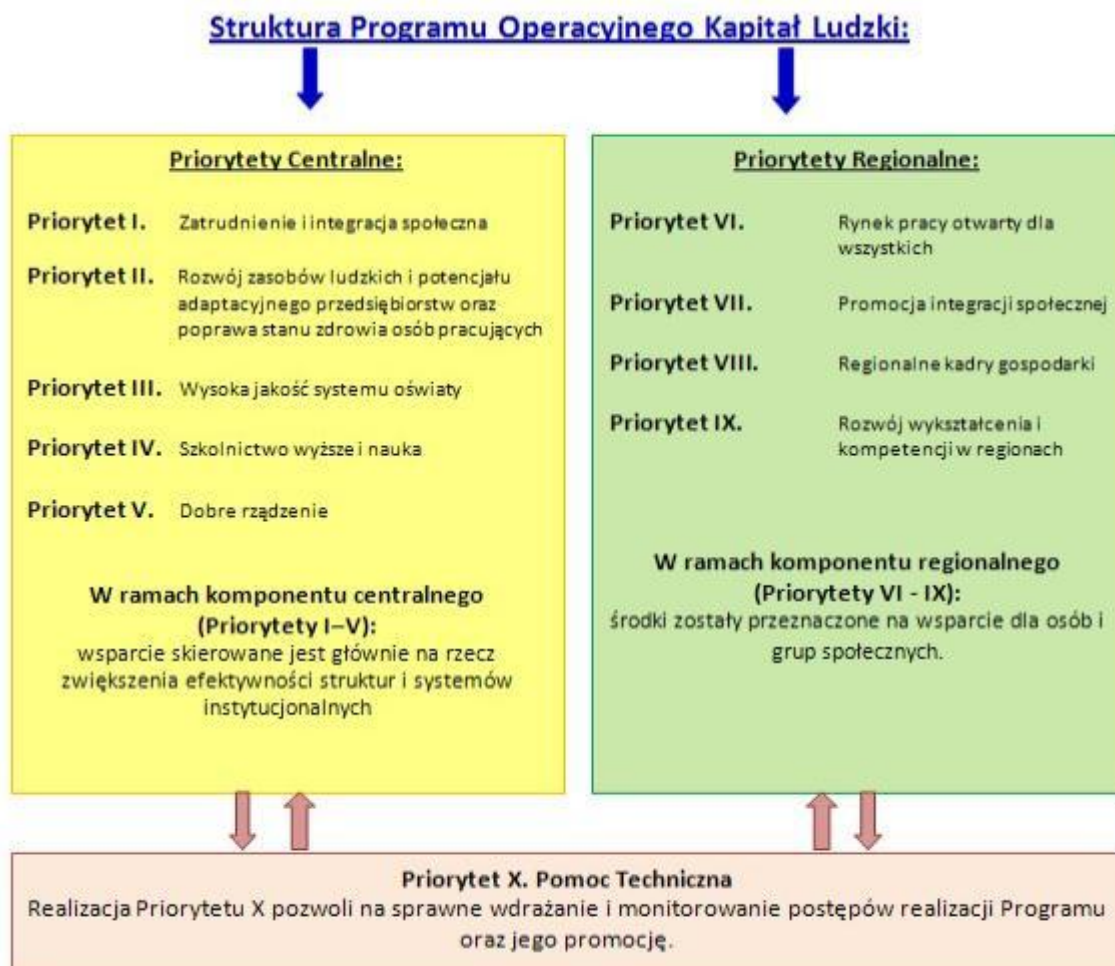 Struktura Programu Operacyjnego Kapitał Ludzki:
Priorytety Centralne:
Priorytet I. Zatrudnienie i integracja społeczna
Priorytet II. Rozwój zasobów ludzkich i potencjału
adaptacyjnego przedsiębiorstw oraz
poprawa stanu zdrowia osób pracujących
Priorytet III. Wysoka jakość systemu oświaty
Priorytet IV. Szkolnictwo wyższe i nauka
Priorytet V. Dobre rządzenie
W ramach komponentu centralnego
(Priorytety I–V):
wsparcie skierowane jest głównie na rzecz
zwiększenia efektywności struktur i systemów
instytucjonalnych
Priorytety Regionalne:
Priorytet VI. Rynek pracy otwarty dla
wszystkich
Priorytet VII. Promocja integracji społecznej
Priorytet VIII. Regionalne kadry gospodarki
Priorytet IX. Rozwój wykształcenia i
kompetencji w regionach
W ramach komponentu regionalnego
(Priorytety VI - IX):
środki zostały przeznaczone na wsparcie dla osób i
grup społecznych.
Priorytet X. Pomoc Techniczna
Realizacja Priorytetu X pozwoli na sprawne wdrażanie i monitorowanie postępów realizacji Programu
oraz jego promocję.